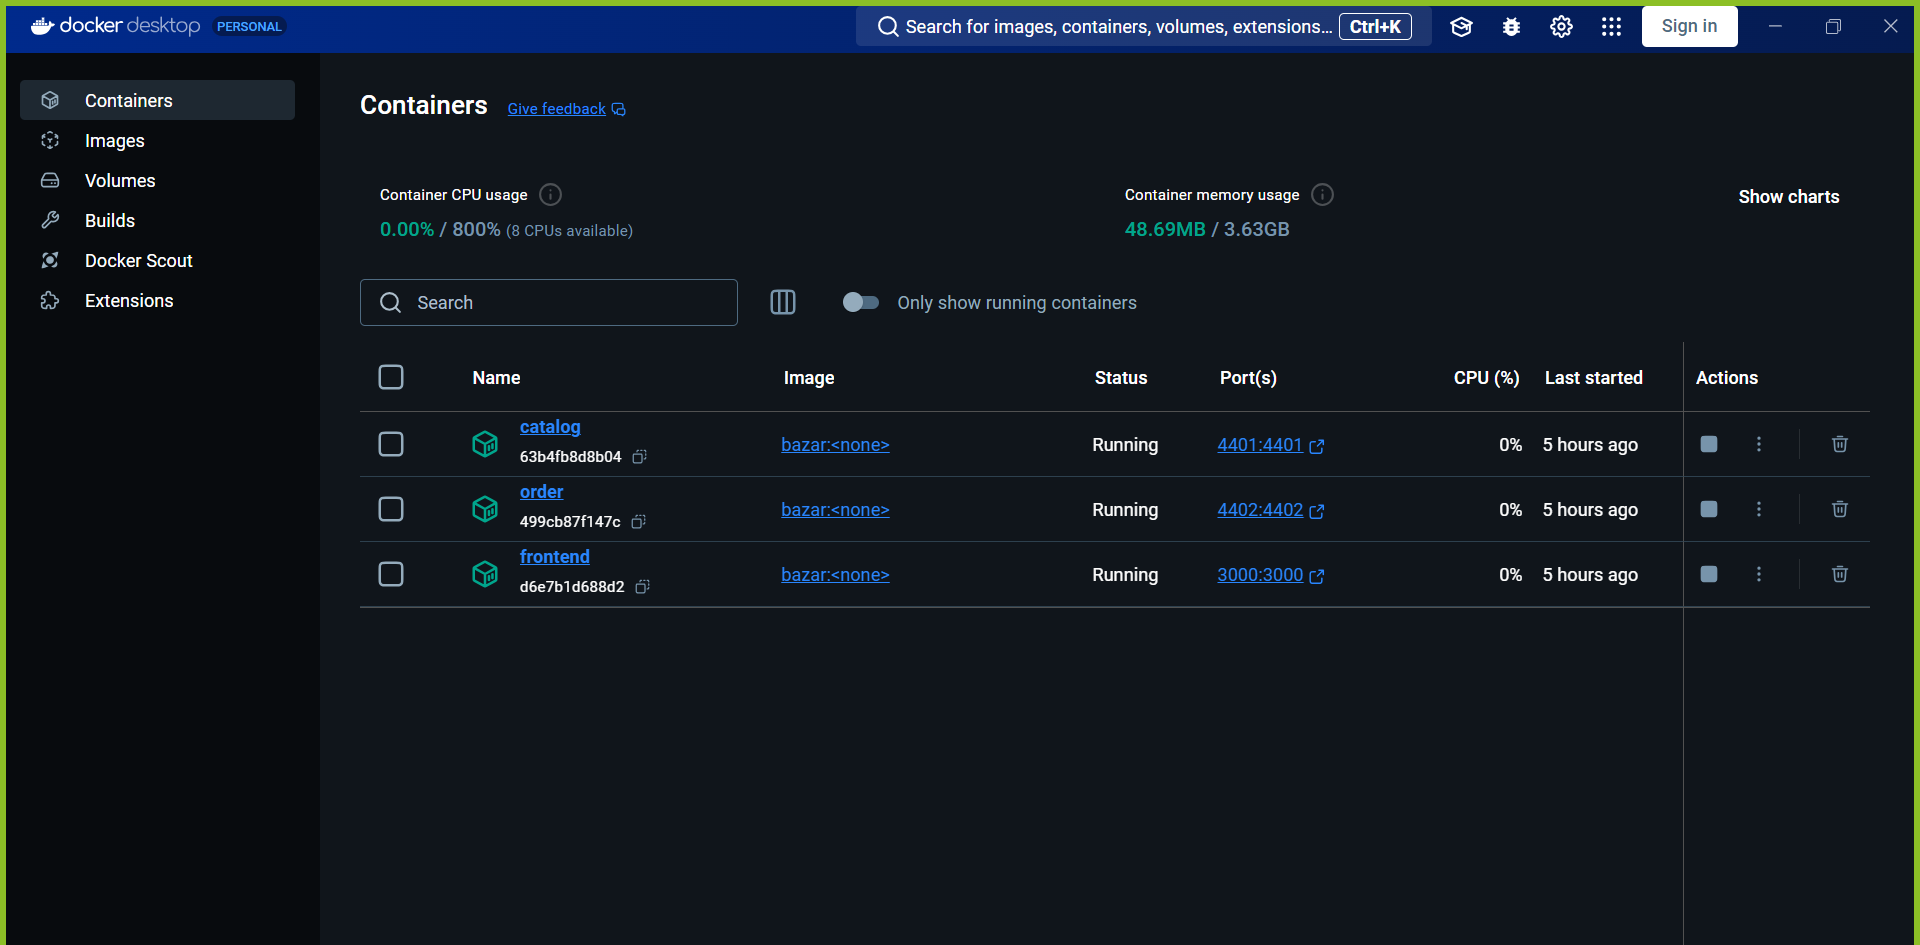 docker desktop PERSONAL
Search for images, containers, volumes, extensions... Ctrl+K
Sign in
Containers
Images
Volumes
Builds
Docker Scout
Extensions
Containers Give feedback
Container CPU usage
0.00% / 800% (8 CPUs available)
Container memory usage
48.69MB / 3.63GB
Show charts
Search
Only show running containers
Name Image Status Port(s) CPU (%) Last started Actions
catalog
63b4fb8d8b04
bazar:<none> Running 4401:4401 0% 5 hours ago
order
499cb87f147c
bazar:<none> Running 4402:4402 0% 5 hours ago
frontend
d6e7b1d688d2
bazar:<none> Running 3000:3000 0% 5 hours ago